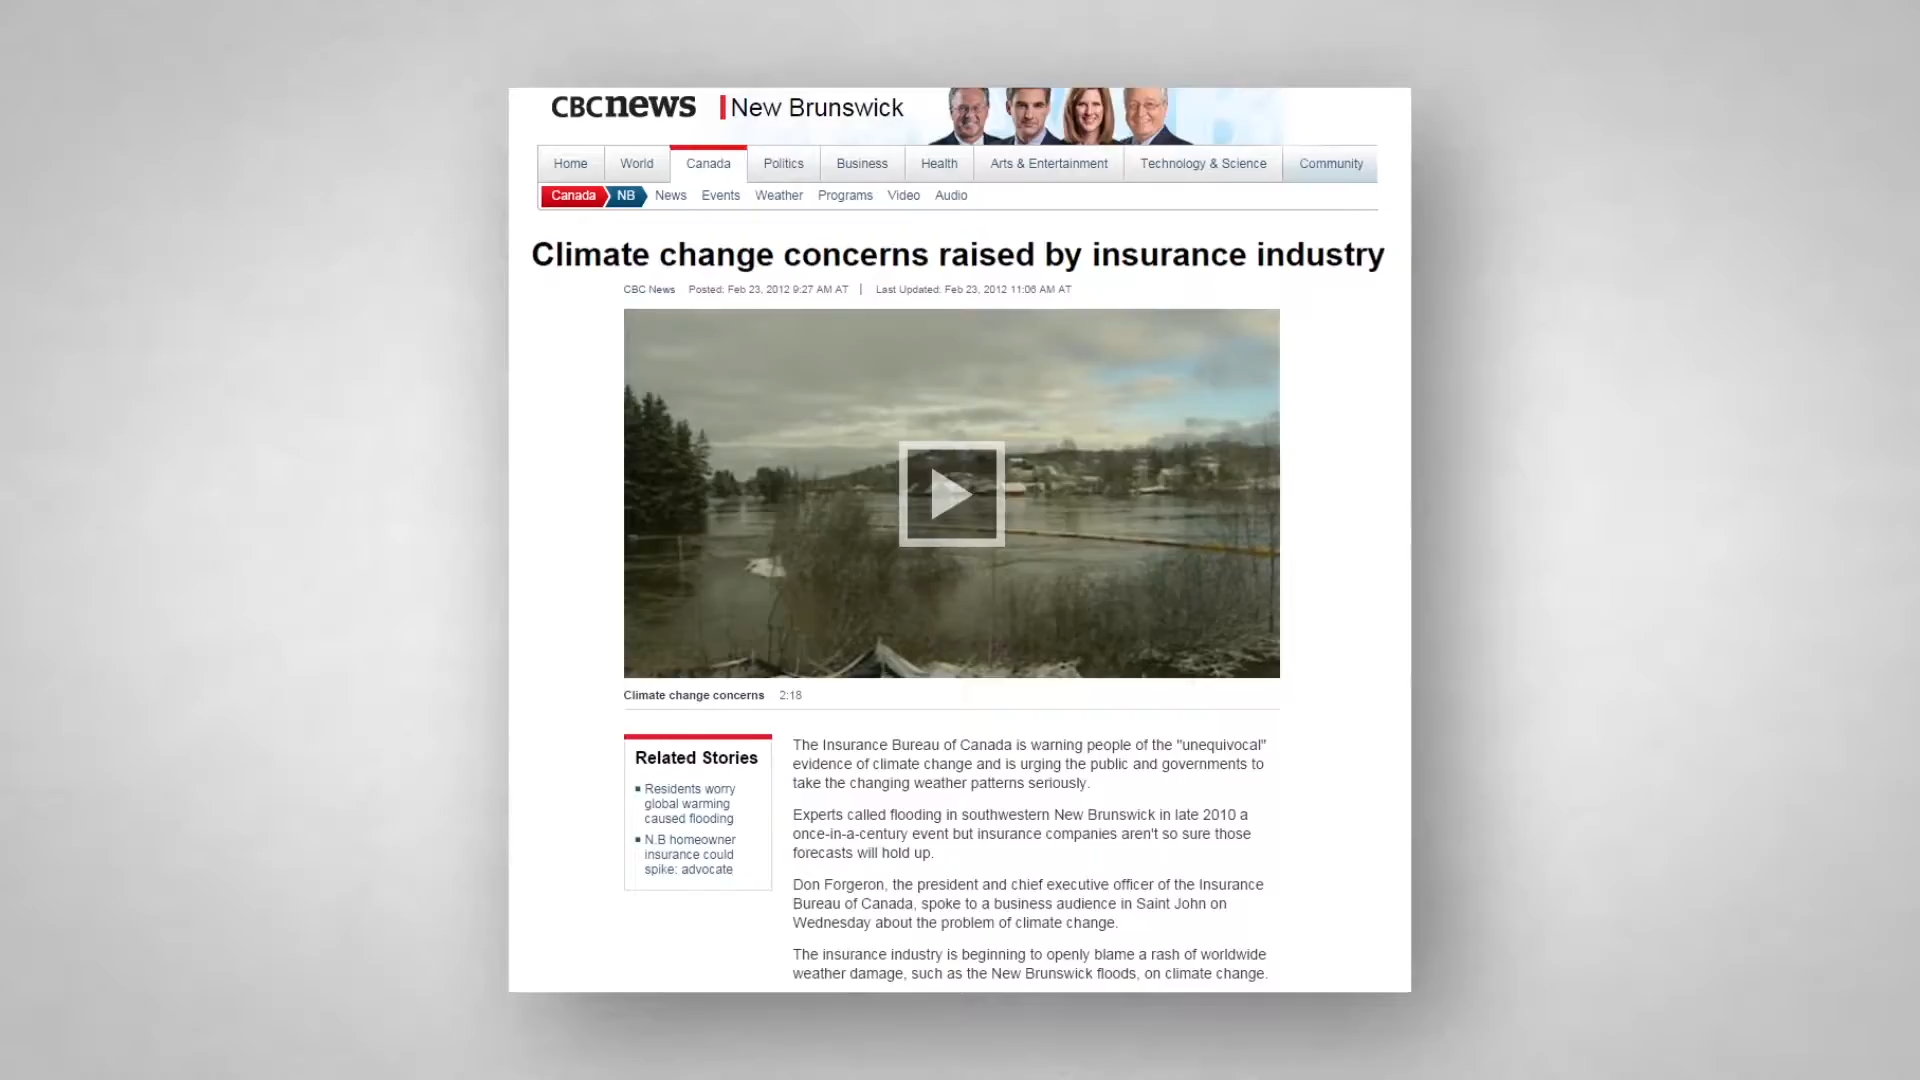 CBCnews | New Brunswick
Home World Canada Politics Business Health Arts & Entertainment Technology & Science Community
Canada NB News Events Weather Programs Video Audio
Climate change concerns raised by insurance industry
CBC News Posted: Feb 23, 2012 9:27 AM AT | Last Updated: Feb 23, 2012 11:06 AM AT
Climate change concerns 2:18
Related Stories
Residents worry
global warming
caused flooding
N.B homeowner
insurance could
spike: advocate
The Insurance Bureau of Canada is warning people of the "unequivocal"
evidence of climate change and is urging the public and governments to
take the changing weather patterns seriously.
Experts called flooding in southwestern New Brunswick in late 2010 a
once-in-a-century event but insurance companies aren't so sure those
forecasts will hold up.
Don Forgeron, the president and chief executive officer of the Insurance
Bureau of Canada, spoke to a business audience in Saint John on
Wednesday about the problem of climate change.
The insurance industry is beginning to openly blame a rash of worldwide
weather damage, such as the New Brunswick floods, on climate change.